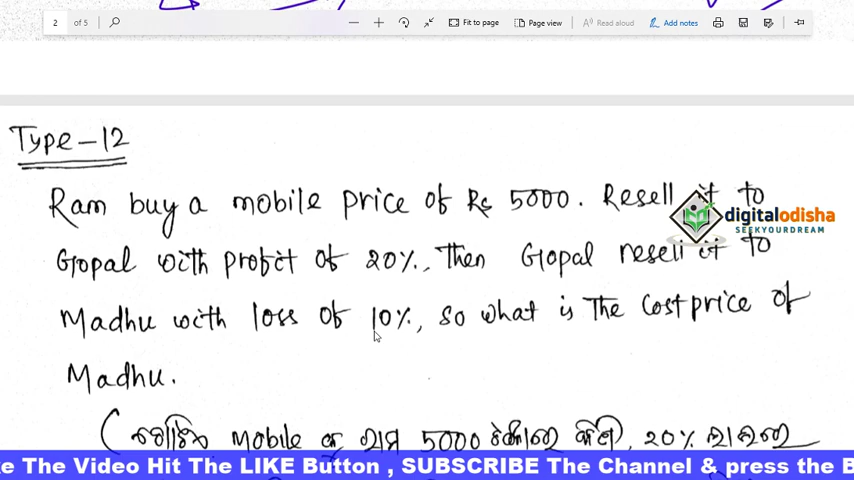 2 of 5 Fit to page Page view Read aloud Add notes
Type-12
Ram buy a mobile price of Rs 5000. Resell it to
Gopal with profit of 20%, Then Gopal resell it to
Madhu with loss of 10%, so what is The Cost price of
Madhu.
digitalodisha
SEEKYOURDREAM
( mobile କୁ ରାମ 5000 କିଣି, 20%
e The Video Hit The LIKE Button , SUBSCRIBE The Channel & press the B